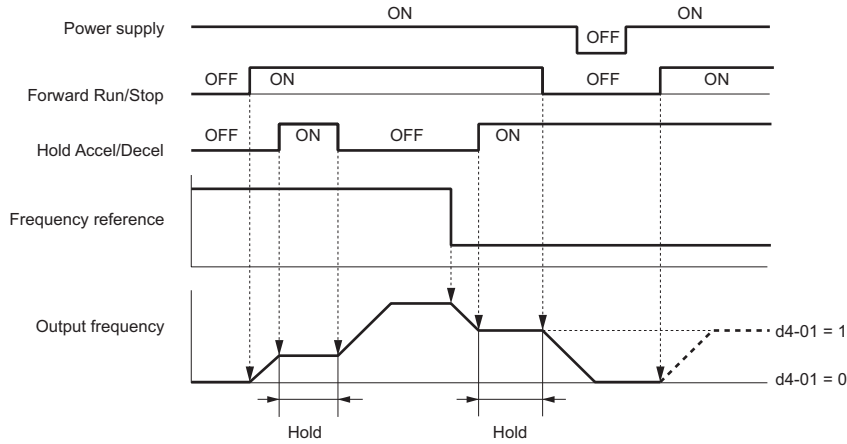 ON
ON
Power supply
OFF
OFF
ON
OFF
ON
Forward Run/Stop
OFF
ON
OFF
ON
Hold Accel/Decel
Frequency reference
Output frequency
d4-01 = 1
d4-01 = 0
Hold
Hold